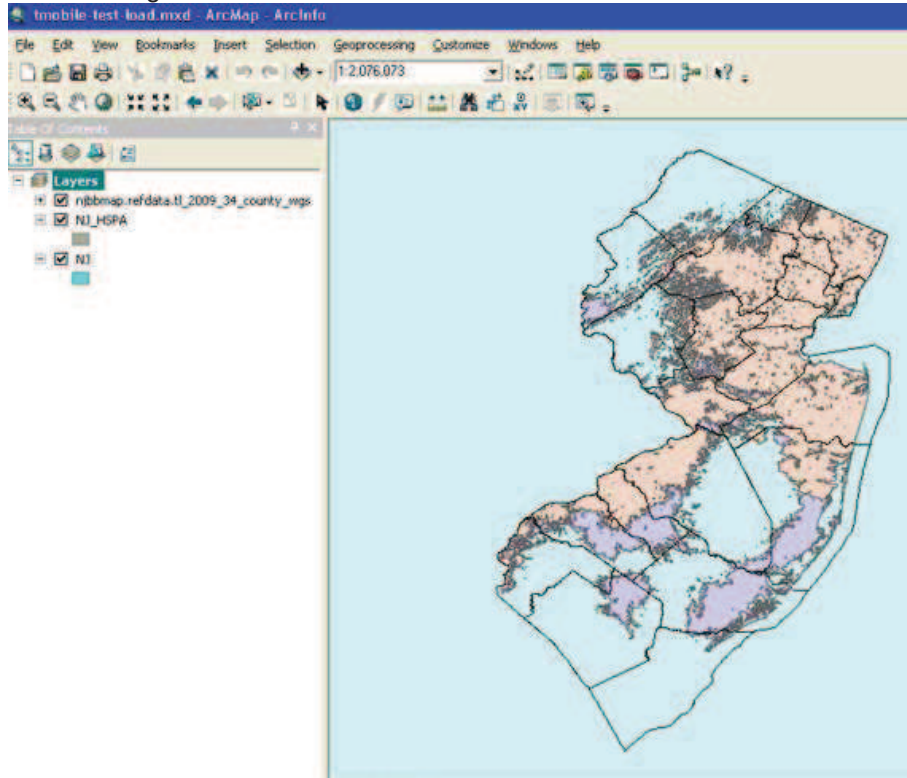 tmobile-test-load.mxd - ArcMap - ArcInfo
File Edit View Bookmarks Insert Selection Geoprocessing Customize Windows Help
1:2,076,073
Table Of Contents
Layers
njbbmap.refdata.tl_2009_34_county_wgs
NJ_HSPA
NJ